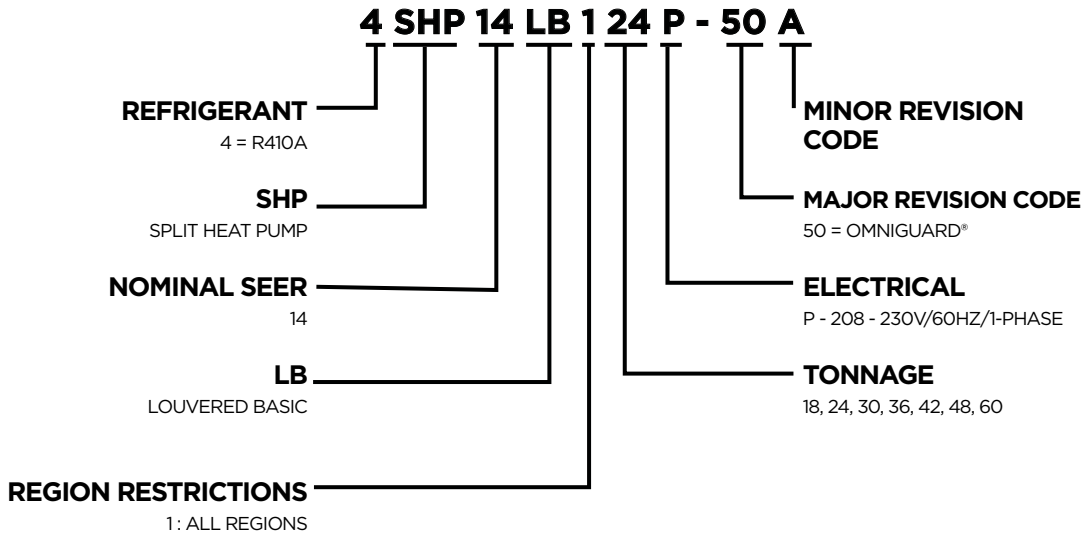 4 SHP 14 LB 1 24 P - 50 A
REFRIGERANT
4 = R410A
SHP
SPLIT HEAT PUMP
NOMINAL SEER
14
LB
LOUVERED BASIC
REGION RESTRICTIONS
1 : ALL REGIONS
MINOR REVISION
CODE
MAJOR REVISION CODE
50 = OMNIGUARD®
ELECTRICAL
P - 208 - 230V/60HZ/1-PHASE
TONNAGE
18, 24, 30, 36, 42, 48, 60